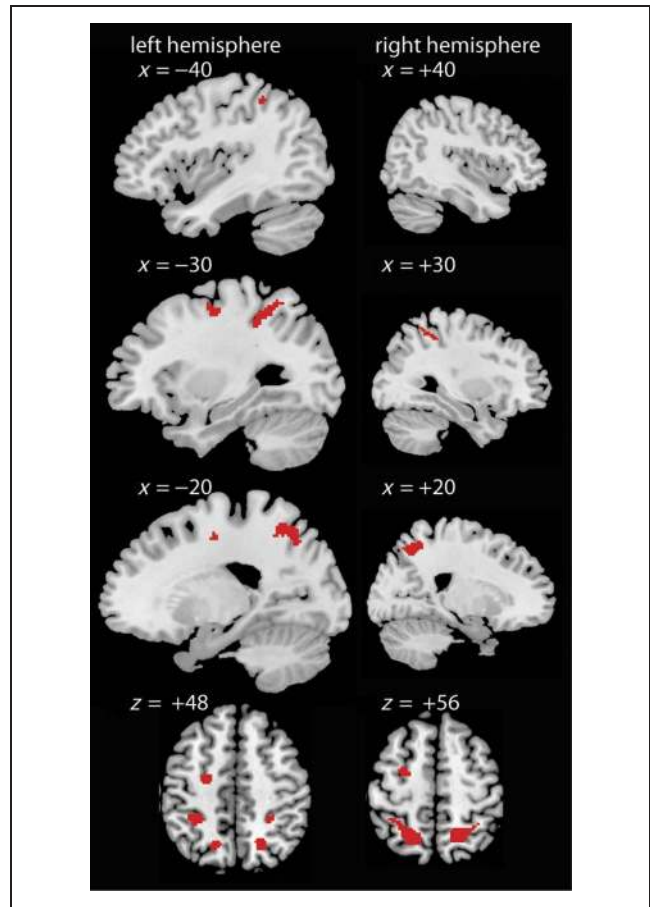 left hemisphere right hemisphere
x = −40 x = +40
x = −30 x = +30
x = −20 x = +20
z = +48 z = +56